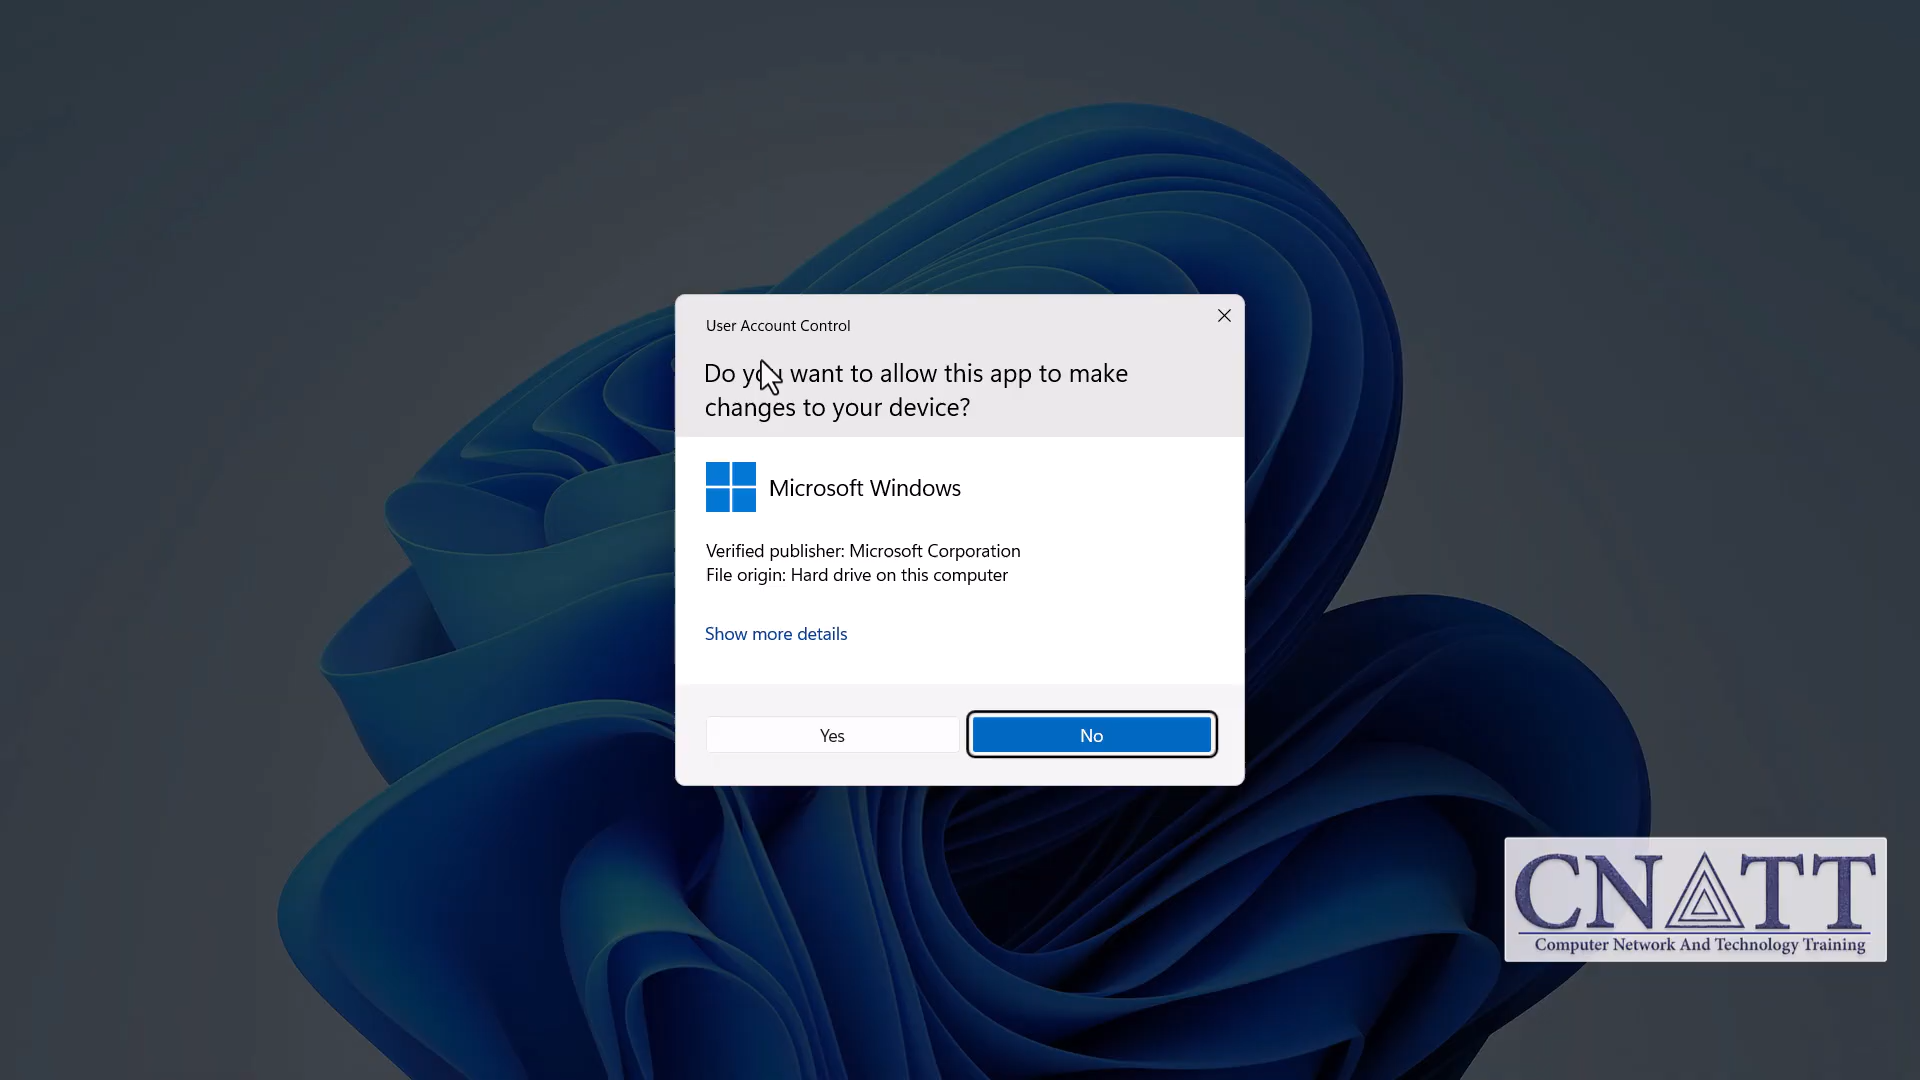 User Account Control
Do you want to allow this app to make
changes to your device?
Microsoft Windows
Verified publisher: Microsoft Corporation
File origin: Hard drive on this computer
Show more details
Yes
No
CNATT
Computer Network And Technology Training